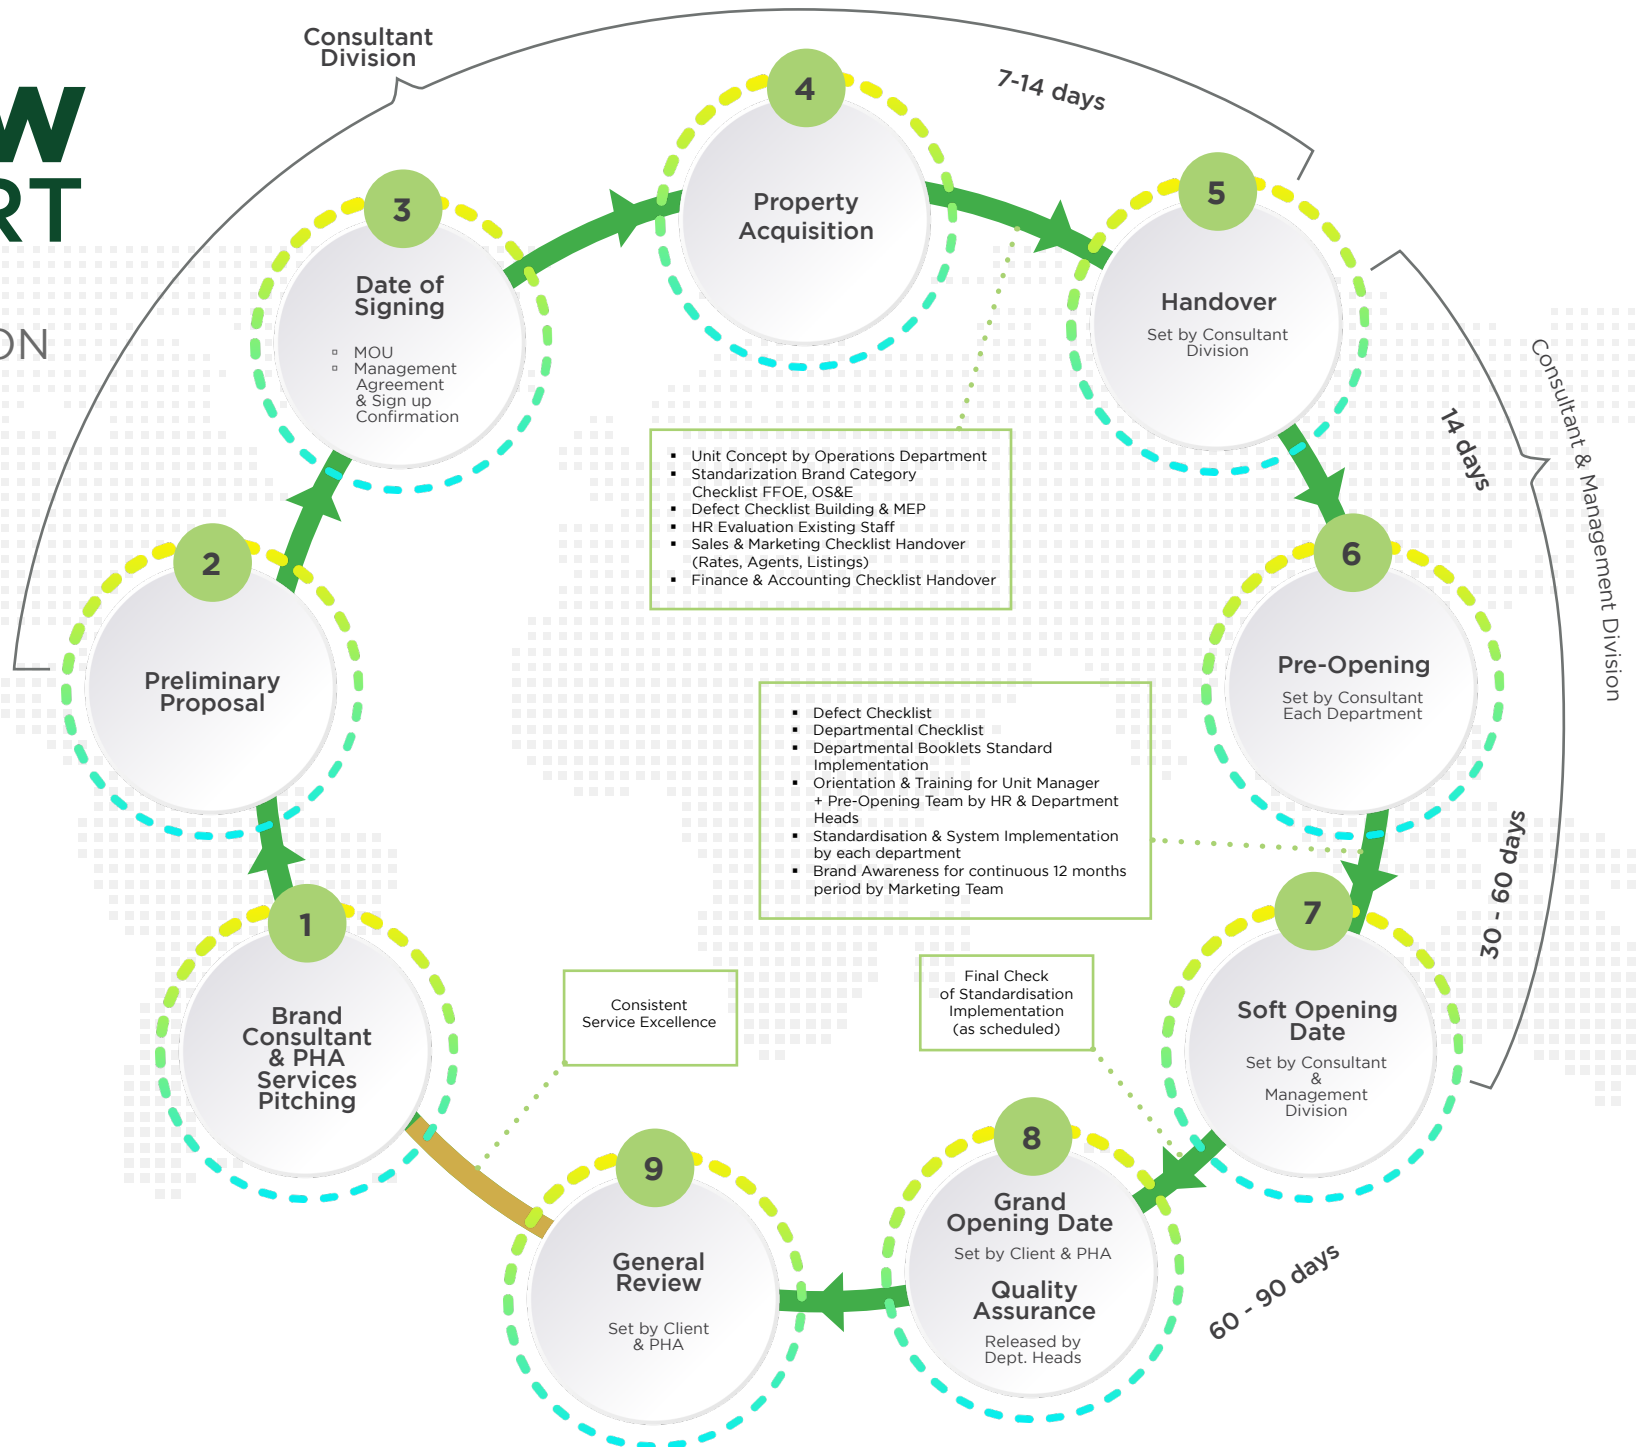 W
RT
ON
Consultant
Division
7-14 days
4
Property
Acquisition
3
Date of
Signing
▫ MOU
▫ Management
Agreement
& Sign up
Confirmation
5
Handover
Set by Consultant
Division
14 days
Consultant & Management Division
▪ Unit Concept by Operations Department
▪ Standarization Brand Category
Checklist FFOE, OS&E
▪ Defect Checklist Building & MEP
▪ HR Evaluation Existing Staff
▪ Sales & Marketing Checklist Handover
(Rates, Agents, Listings)
▪ Finance & Accounting Checklist Handover
2
Preliminary
Proposal
6
Pre-Opening
Set by Consultant
Each Department
▪ Defect Checklist
▪ Departmental Checklist
▪ Departmental Booklets Standard
Implementation
▪ Orientation & Training for Unit Manager
+ Pre-Opening Team by HR & Department
Heads
▪ Standardisation & System Implementation
by each department
▪ Brand Awareness for continuous 12 months
period by Marketing Team
30 - 60 days
1
Brand
Consultant
& PHA
Services
Pitching
Consistent
Service Excellence
Final Check
of Standardisation
Implementation
(as scheduled)
7
Soft Opening
Date
Set by Consultant
&
Management
Division
9
General
Review
Set by Client
& PHA
8
Grand
Opening Date
Set by Client & PHA
Quality
Assurance
Released by
Dept. Heads
60 - 90 days